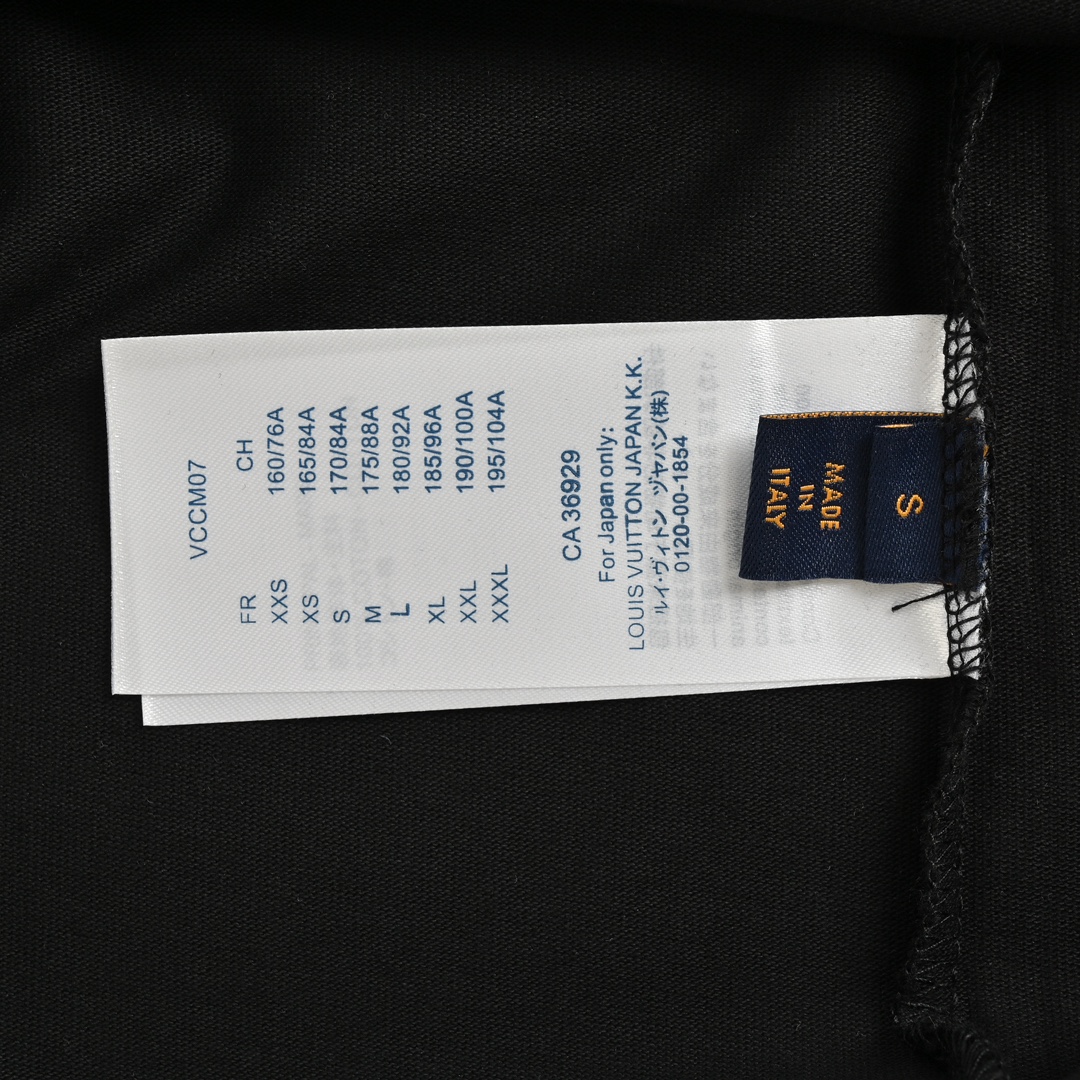 VCCM07
FR CH
XXS 160/76A
XS 165/84A
S 170/84A
M 175/88A
L 180/92A
XL 185/96A
XXL 190/100A
XXXL 195/104A
CA 36929
For Japan only:
LOUIS VUITTON JAPAN K.K.
ルイ・ヴィトン ジャパン(株)
0120-00-1854
MADE
IN
ITALY
S